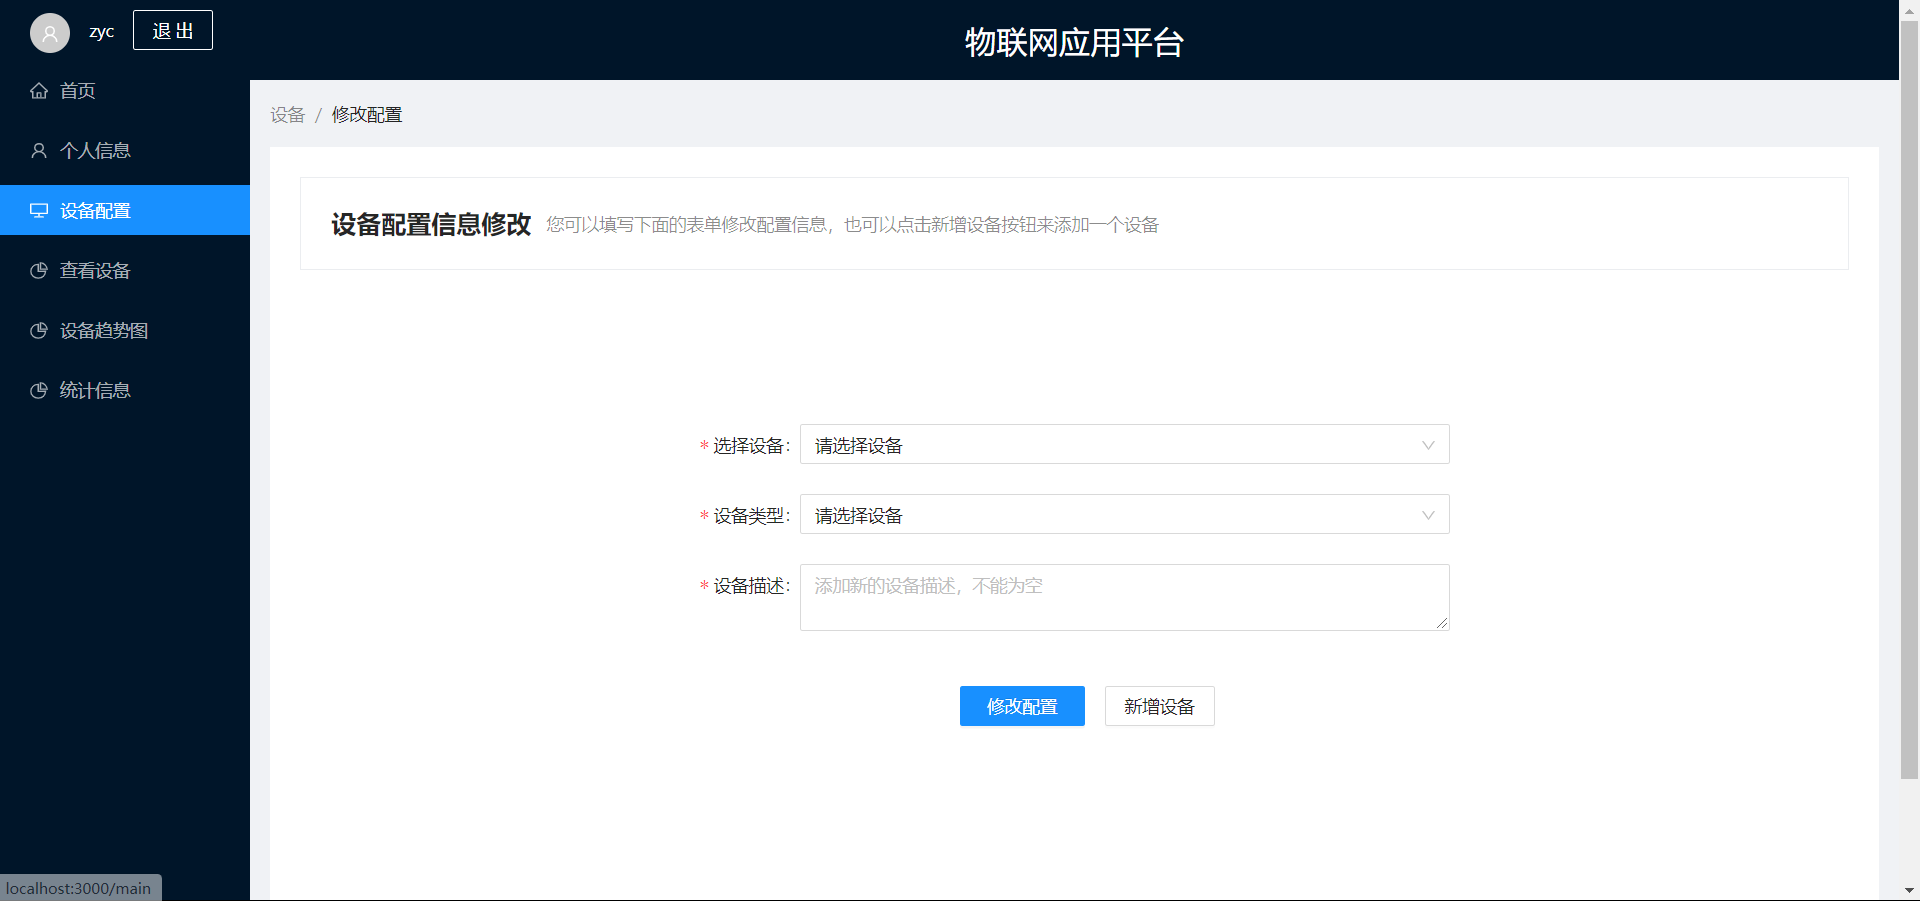 zyc
退 出
物联网应用平台
首页
个人信息
设备配置
查看设备
设备趋势图
统计信息
设备 / 修改配置
设备配置信息修改 您可以填写下面的表单修改配置信息，也可以点击新增设备按钮来添加一个设备
* 选择设备: 请选择设备
* 设备类型: 请选择设备
* 设备描述: 添加新的设备描述，不能为空
修改配置 新增设备
localhost:3000/main